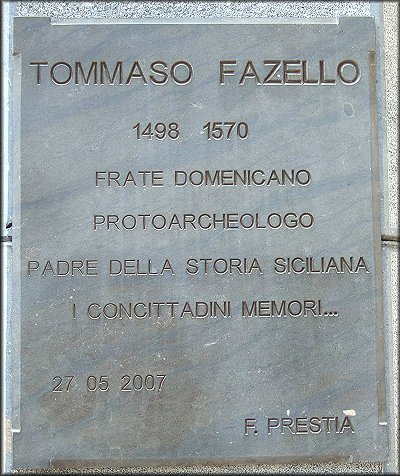 TOMMASO FAZELLO
1498 1570
FRATE DOMENICANO
PROTOARCHEOLOGO
PADRE DELLA STORIA SICILIANA
I CONCITTADINI MEMORI...
27 05 2007
F. PRESTIA